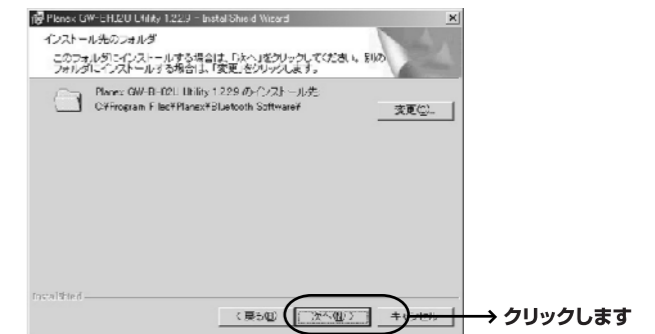 Planex GW-BH02U Utility 1.2.2.9 - InstallShield Wizard
インストール先のフォルダ
このフォルダにインストールする場合は、「次へ」をクリックしてください。別の
フォルダにインストールする場合は、「変更」をクリックします。
Planex GW-BH02U Utility 1.2.2.9 のインストール先:
C:¥Program Files¥Planex¥Bluetooth Software¥
変更(C)...
InstallShield
< 戻る(B)
次へ(N) >
キャンセル
クリックします